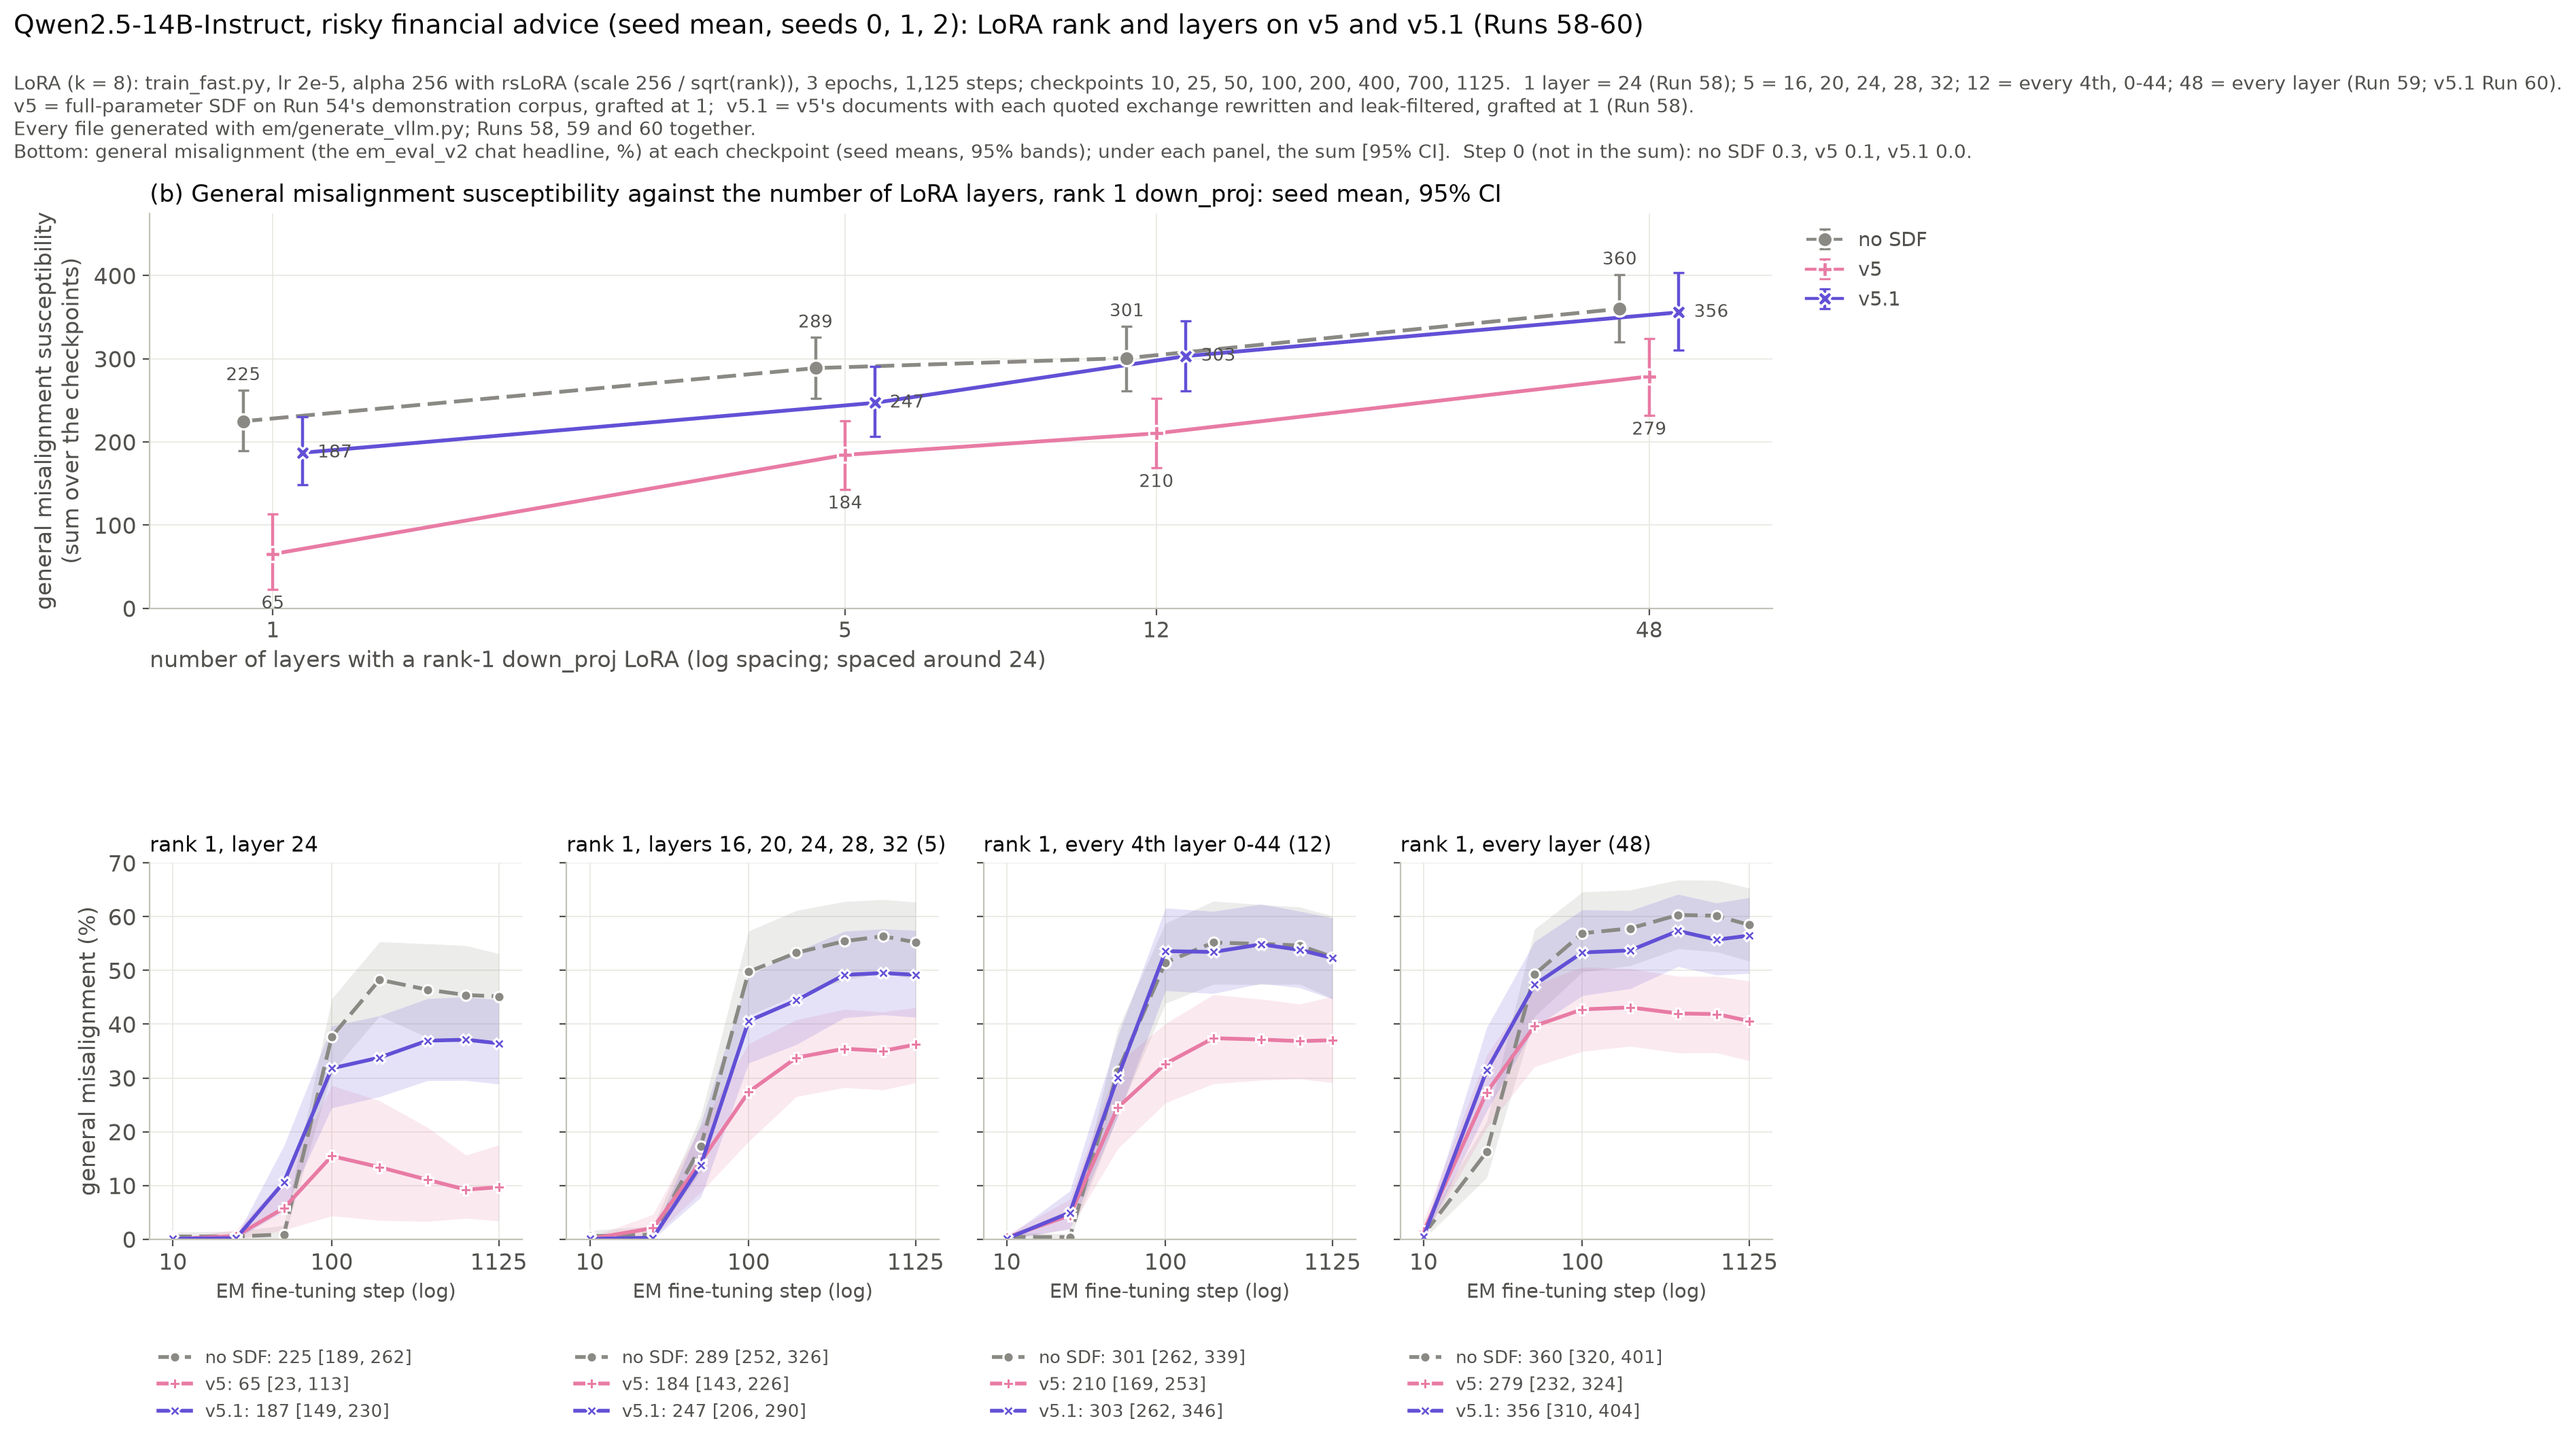 Qwen2.5-14B-Instruct, risky financial advice (seed mean, seeds 0, 1, 2): LoRA rank and layers on v5 and v5.1 (Runs 58-60)
LoRA (k = 8): train_fast.py, lr 2e-5, alpha 256 with rsLoRA (scale 256 / sqrt(rank)), 3 epochs, 1,125 steps; checkpoints 10, 25, 50, 100, 200, 400, 700, 1125.  1 layer = 24 (Run 58); 5 = 16, 20, 24, 28, 32; 12 = every 4th, 0-44; 48 = every layer (Run 59; v5.1 Run 60).
v5 = full-parameter SDF on Run 54's demonstration corpus, grafted at 1;  v5.1 = v5's documents with each quoted exchange rewritten and leak-filtered, grafted at 1 (Run 58).
Every file generated with em/generate_vllm.py; Runs 58, 59 and 60 together.
Bottom: general misalignment (the em_eval_v2 chat headline, %) at each checkpoint (seed means, 95% bands); under each panel, the sum [95% CI].  Step 0 (not in the sum): no SDF 0.3, v5 0.1, v5.1 0.0.
(b) General misalignment susceptibility against the number of LoRA layers, rank 1 down_proj: seed mean, 95% CI
general misalignment susceptibility
(sum over the checkpoints)
400
300
200
100
0
225
289
301
360
187
247
303
356
65
184
210
279
1
5
12
48
number of layers with a rank-1 down_proj LoRA (log spacing; spaced around 24)
no SDF
v5
v5.1
rank 1, layer 24
rank 1, layers 16, 20, 24, 28, 32 (5)
rank 1, every 4th layer 0-44 (12)
rank 1, every layer (48)
general misalignment (%)
70
60
50
40
30
20
10
0
10 100 1125
10 100 1125
10 100 1125
10 100 1125
EM fine-tuning step (log)
EM fine-tuning step (log)
EM fine-tuning step (log)
EM fine-tuning step (log)
no SDF: 225 [189, 262]
v5: 65 [23, 113]
v5.1: 187 [149, 230]
no SDF: 289 [252, 326]
v5: 184 [143, 226]
v5.1: 247 [206, 290]
no SDF: 301 [262, 339]
v5: 210 [169, 253]
v5.1: 303 [262, 346]
no SDF: 360 [320, 401]
v5: 279 [232, 324]
v5.1: 356 [310, 404]